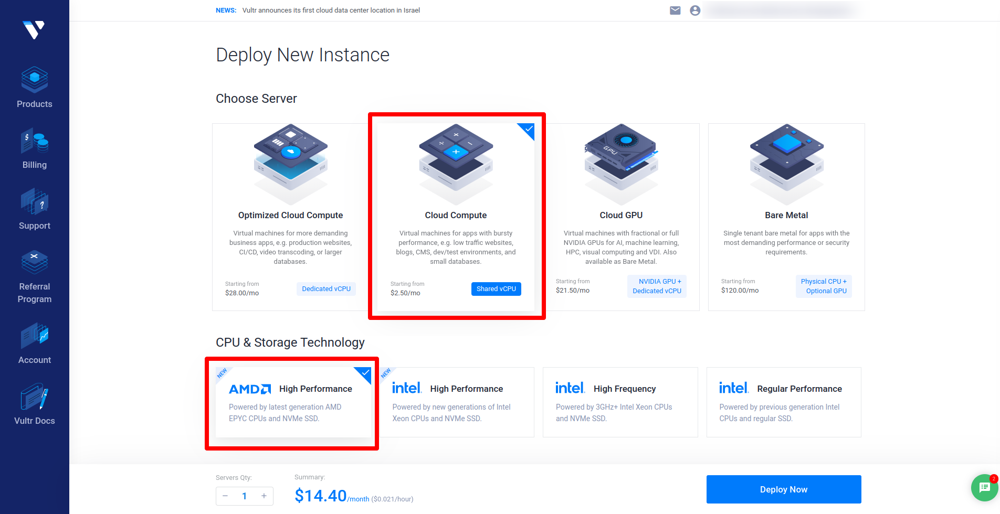 NEWS: Vultr announces its first cloud data center location in Israel
Products
$
Billing
?
Support
Referral
Program
Account
Vultr Docs
Deploy New Instance
Choose Server
Optimized Cloud Compute
Virtual machines for more demanding
business apps, e.g. production websites,
CI/CD, video transcoding, or larger
databases.
Starting from
$28.00/mo
Dedicated vCPU
Cloud Compute
Virtual machines for apps with bursty
performance, e.g. low traffic websites,
blogs, CMS, dev/test environments, and
small databases.
Starting from
$2.50/mo
Shared vCPU
GPU
Cloud GPU
Virtual machines with fractional or full
NVIDIA GPUs for AI, machine learning,
HPC, visual computing and VDI. Also
available as Bare Metal.
Starting from
$21.50/mo
NVIDIA GPU +
Dedicated vCPU
Bare Metal
Single tenant bare metal for apps with the
most demanding performance or security
requirements.
Starting from
$120.00/mo
Physical CPU +
Optional GPU
CPU & Storage Technology
NEW
AMD High Performance
Powered by latest generation AMD
EPYC CPUs and NVMe SSD.
NEW
intel. High Performance
Powered by new generations of Intel
Xeon CPUs and NVMe SSD.
intel. High Frequency
Powered by 3GHz+ Intel Xeon CPUs
and NVMe SSD.
intel. Regular Performance
Powered by previous generation Intel
CPUs and regular SSD.
Servers Qty:
− 1 +
Summary:
$14.40/month ($0.021/hour)
Deploy Now
2